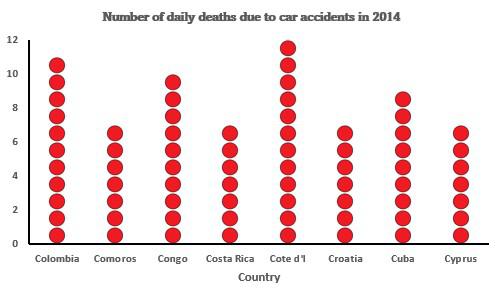 Number of daily deaths due to car accidents in 2014
12
10
8
6
4
2
0
Colombia Comoros Congo Costa Rica Cote d'I Croatia Cuba Cyprus
Country